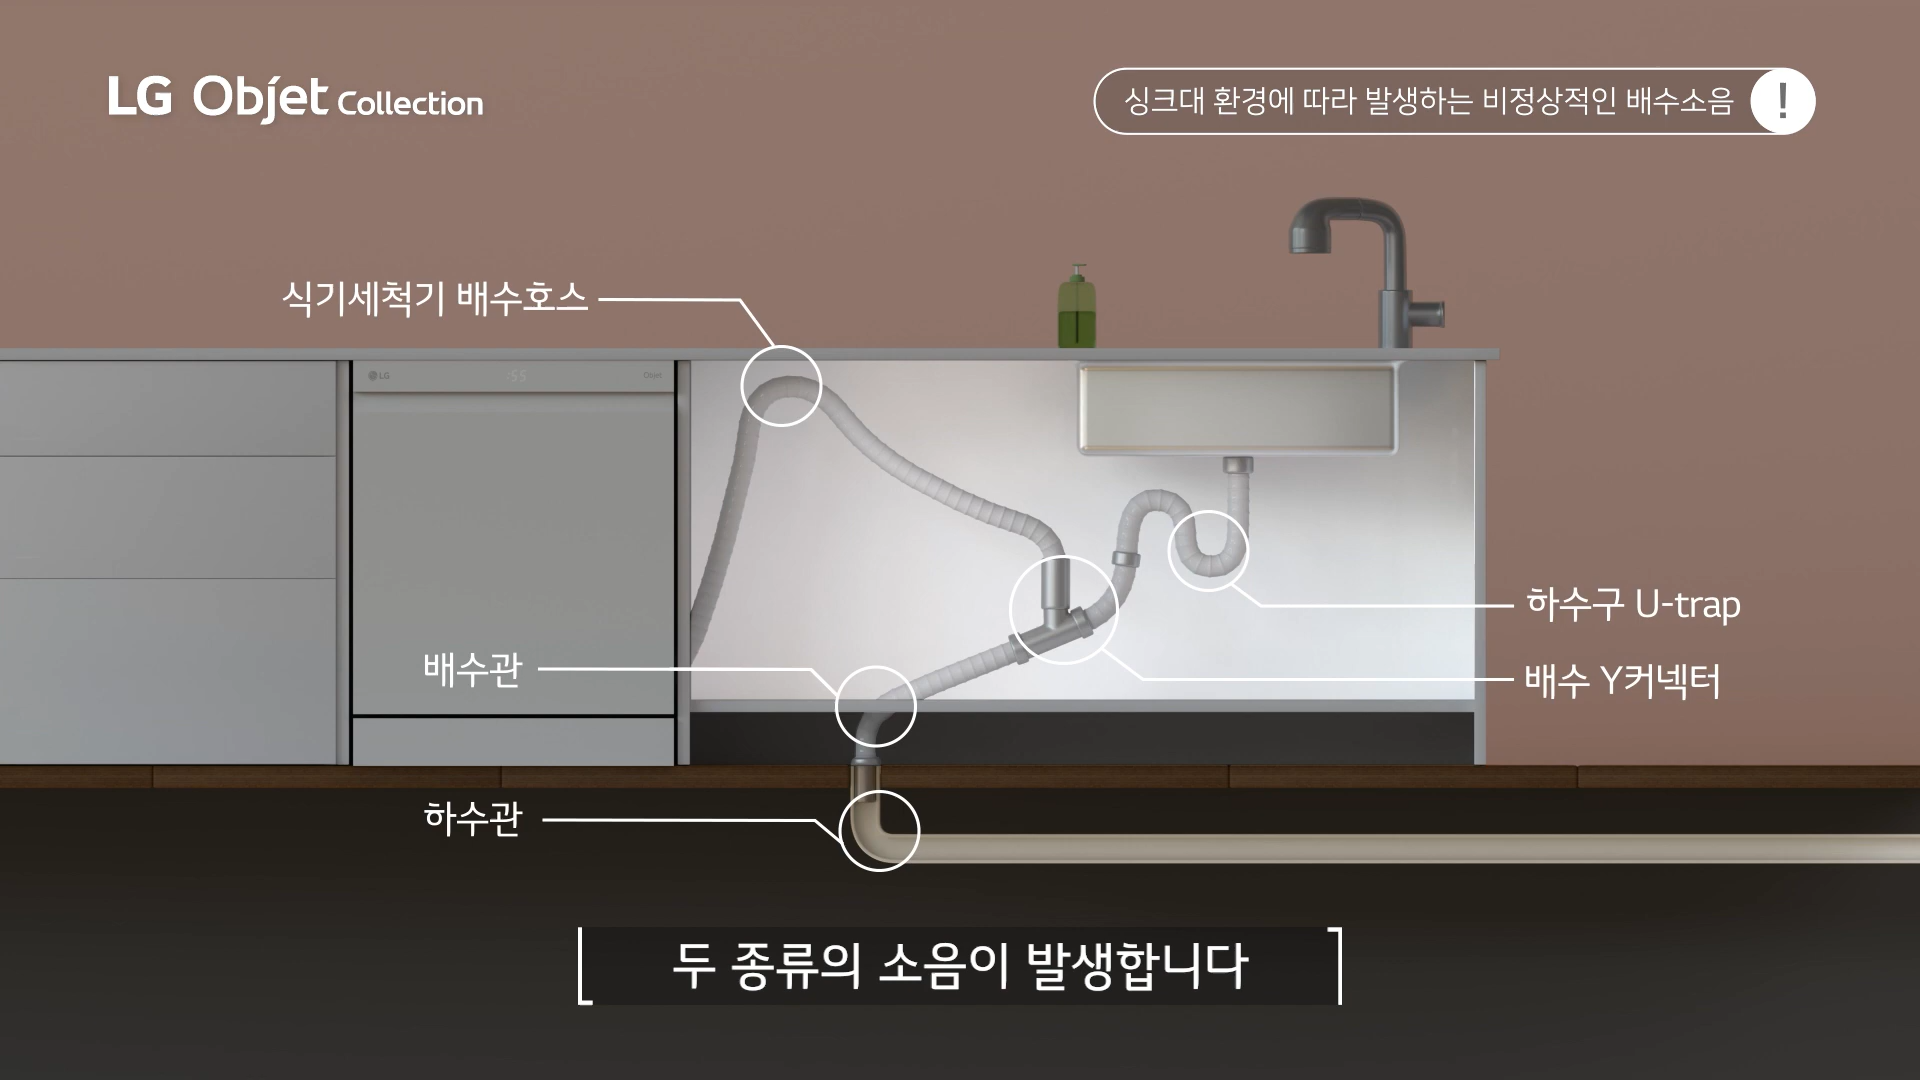 LG Objet Collection
싱크대 환경에 따라 발생하는 비정상적인 배수소음 !
식기세척기 배수호스
LG :55 Objet
하수구 U-trap
배수관
배수 Y커넥터
하수관
두 종류의 소음이 발생합니다